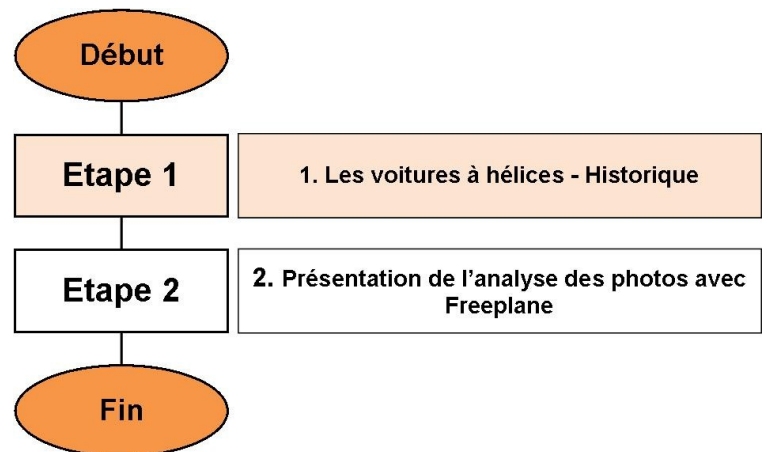 Début
Etape 1
1. Les voitures à hélices - Historique
Etape 2
2. Présentation de l'analyse des photos avec
Freeplane
Fin